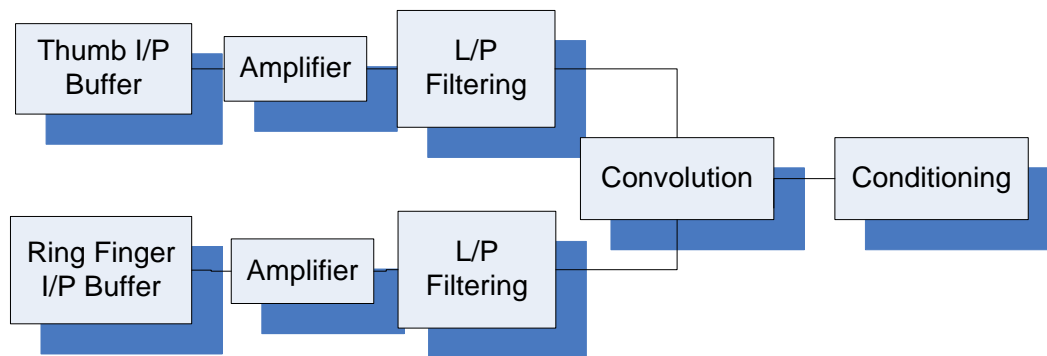 Thumb I/P
Buffer
Amplifier
L/P
Filtering
Convolution
Conditioning
Ring Finger
I/P Buffer
Amplifier
L/P
Filtering